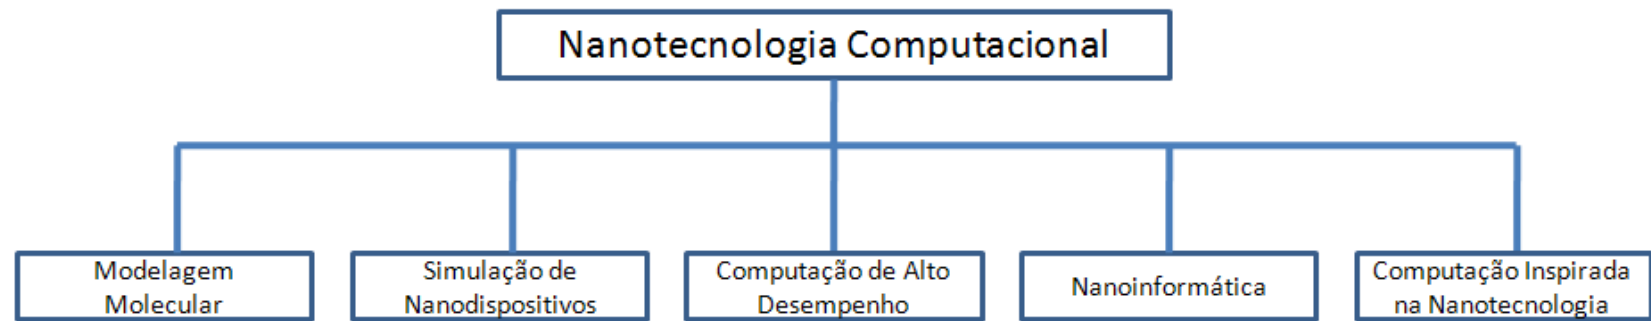 Nanotecnologia Computacional
Modelagem
Molecular
Simulação de
Nanodispositivos
Computação de Alto
Desempenho
Nanoinformática
Computação Inspirada
na Nanotecnologia